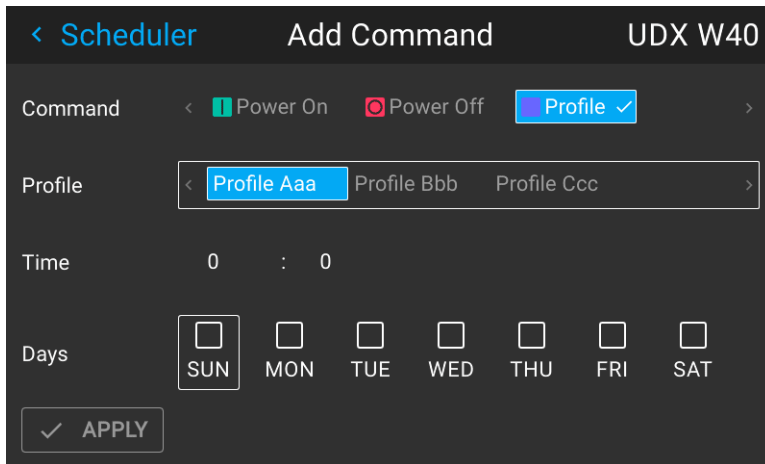 Scheduler Add Command UDX W40
Command Power On Power Off Profile
Profile Profile Aaa Profile Bbb Profile Ccc
Time 0 : 0
Days SUN MON TUE WED THU FRI SAT
APPLY